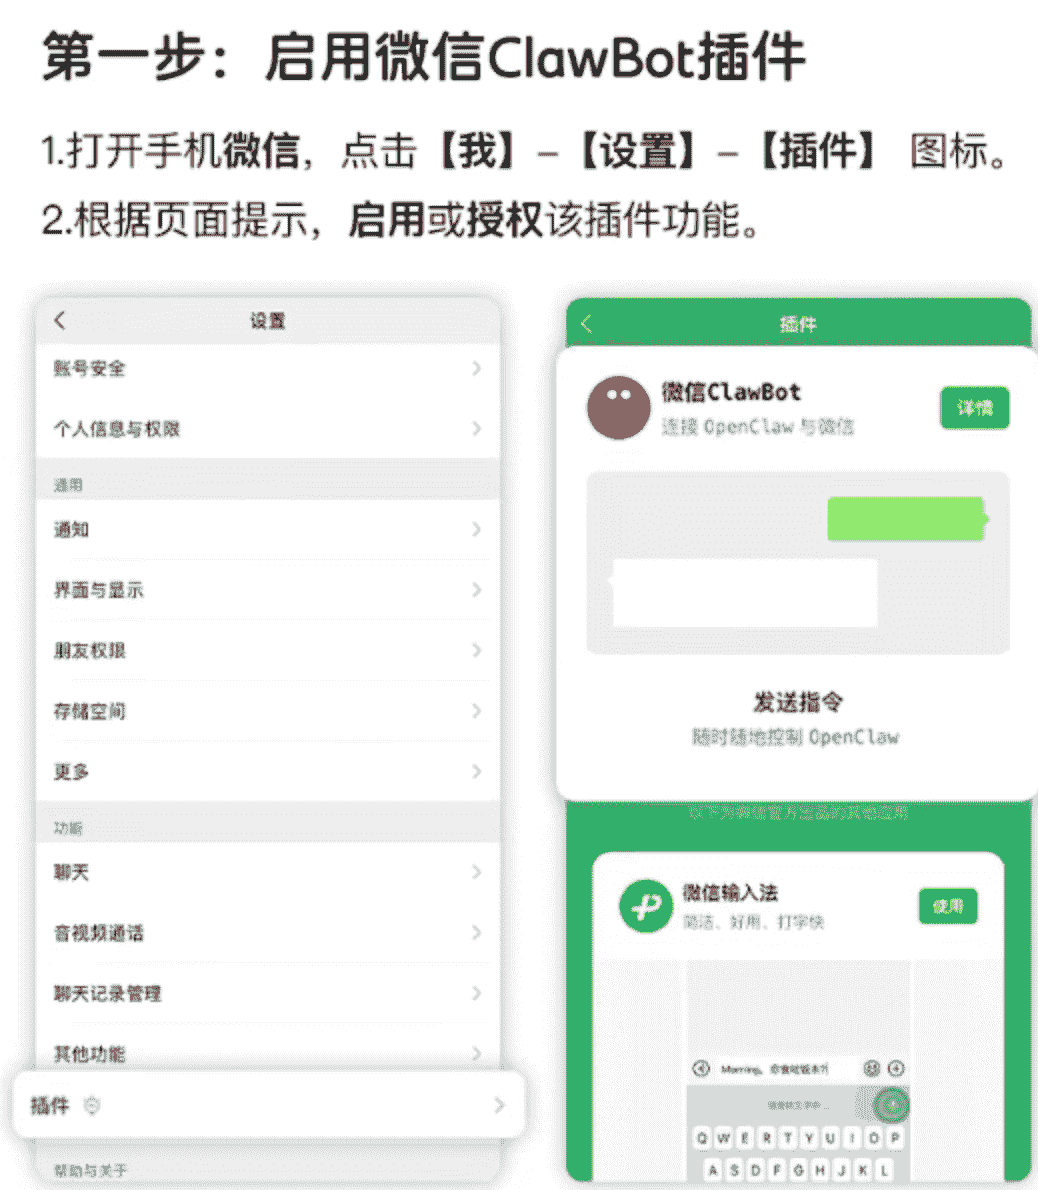 第一步：启用微信ClawBot插件
1.打开手机微信，点击【我】–【设置】–【插件】 图标。
2.根据页面提示，启用或授权该插件功能。
设置
账号安全
个人信息与权限
通用
通知
界面与显示
朋友权限
存储空间
更多
功能
聊天
音视频通话
聊天记录管理
其他功能
插件
帮助与关于
插件
微信ClawBot
连接 OpenClaw 与微信
详情
发送指令
随时随地控制 OpenClaw
微信输入法
简洁、好用、打字快
使用
Morning,
Q W E R T Y U I O P
A S D F G H J K L